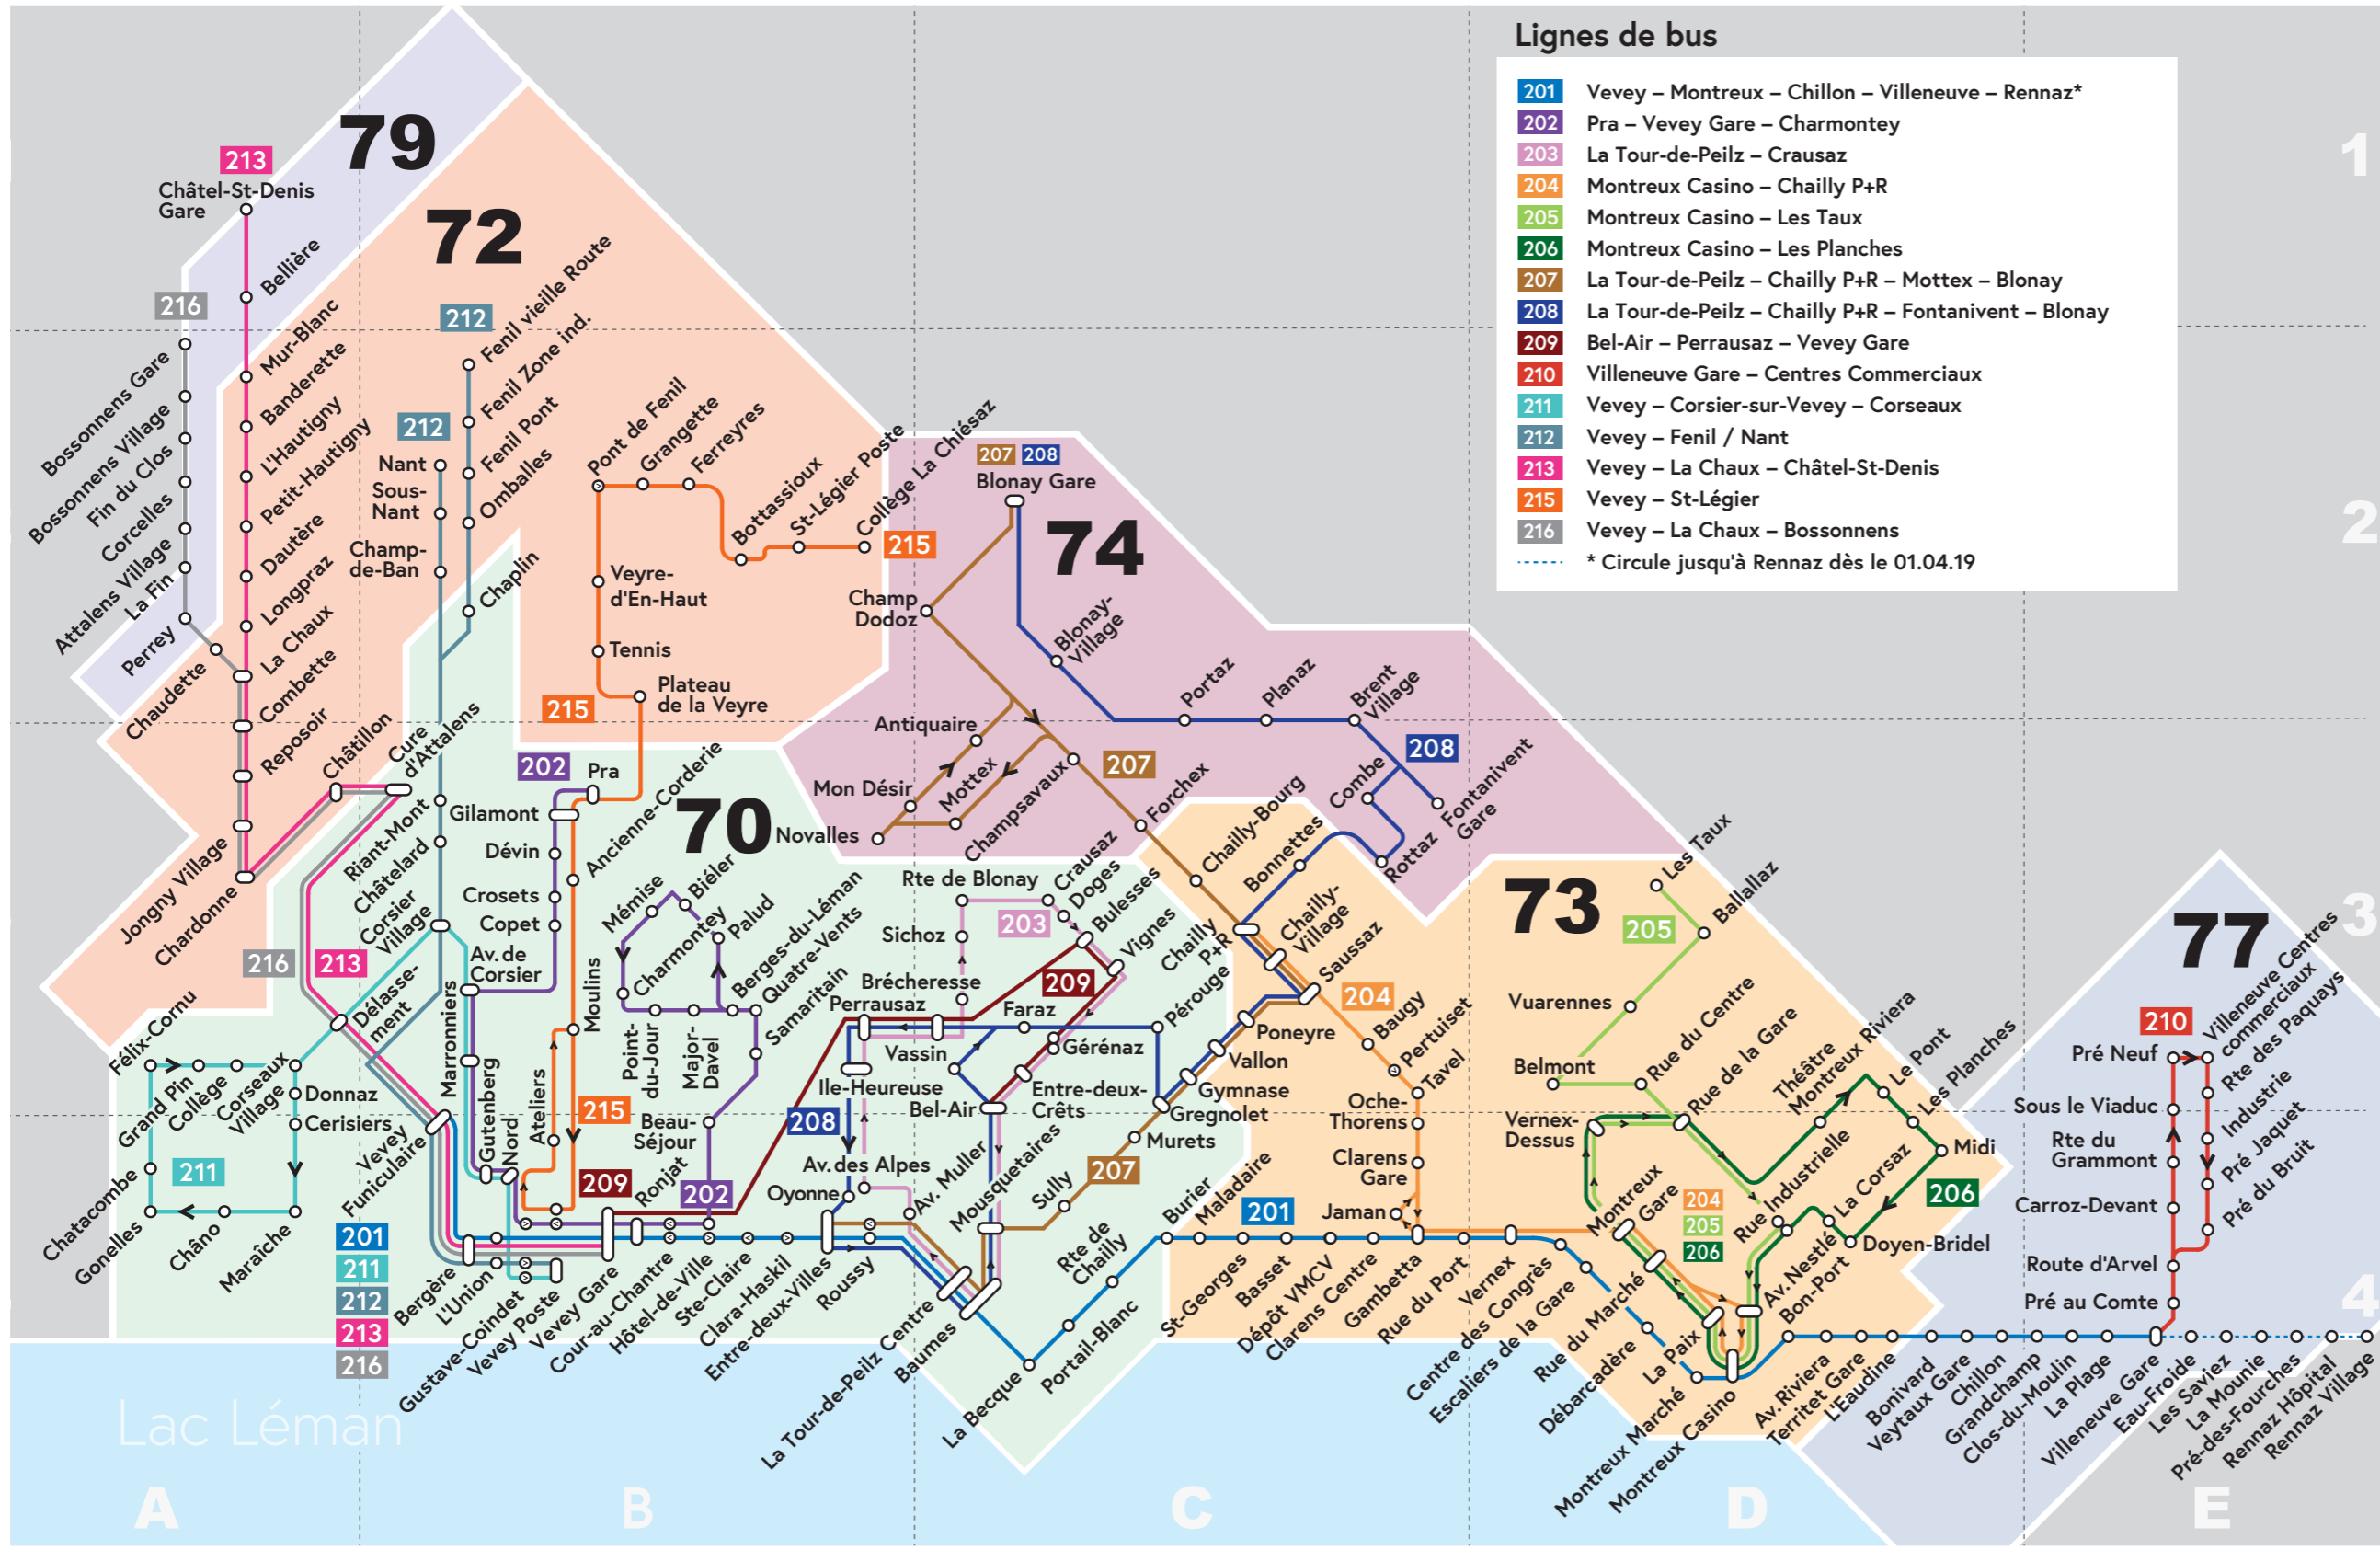 Lignes de bus
201 Vevey – Montreux – Chillon – Villeneuve – Rennaz*
202 Pra – Vevey Gare – Charmontey
203 La Tour-de-Peilz – Crausaz
204 Montreux Casino – Chailly P+R
205 Montreux Casino – Les Taux
206 Montreux Casino – Les Planches
207 La Tour-de-Peilz – Chailly P+R – Mottex – Blonay
208 La Tour-de-Peilz – Chailly P+R – Fontanivent – Blonay
209 Bel-Air – Perrausaz – Vevey Gare
210 Villeneuve Gare – Centres Commerciaux
211 Vevey – Corsier-sur-Vevey – Corseaux
212 Vevey – Fenil / Nant
213 Vevey – La Chaux – Châtel-St-Denis
215 Vevey – St-Légier
216 Vevey – La Chaux – Bossonnens
* Circule jusqu'à Rennaz dès le 01.04.19
1
2
3
4
A
B
C
D
E
79
72
74
70
73
77
213
Châtel-St-Denis
Gare
Bellière
Mur-Blanc
Banderette
L'Hautigny
Petit-Hautigny
Dautère
Longpraz
La Chaux
Combette
Reposoir
Châtillon
Cure
d'Attalens
216
Bossonnens Gare
Bossonnens Village
Fin du Clos
Corcelles
Attalens Village
La Fin
Perrey
Chaudette
Jongny Village
Chardonne
216
213
212
Fenil vieille Route
Fenil Zone ind.
Fenil Pont
Omballes
Chaplin
212
Nant
Sous-
Nant
Champ-
de-Ban
Riant-Mont
Châtelard
Corsier
Village
Délasse-
ment
Pont de Fenil
Grangette
Ferreyres
Bottassioux
St-Légier Poste
Collège La Chiésaz
215
Veyre-
d'En-Haut
Tennis
Plateau
de la Veyre
215
202
Pra
Gilamont
Dévin
Crosets
Copet
Av. de
Corsier
Ancienne-Corderie
Moulins
Ateliers
215
Marronniers
Gutenberg
Nord
Mémise
Biéler
Charmontey
Palud
Berges-du-Léman
Quatre-Vents
Samaritain
Point-
du-Jour
Major-
Davel
Beau-
Séjour
202
Ronjat
209
Félix-Cornu
Grand Pin
Collège
Corseaux
Village
Donnaz
Cerisiers
Chatacombe
211
Gonelles
Châno
Maraîche
Vevey
Funiculaire
201
211
212
213
216
Bergère
L'Union
Gustave-Coindet
Vevey Poste
Vevey Gare
Cour-au-Chantre
Hôtel-de-Ville
Ste-Claire
Clara-Haskil
Entre-deux-Villes
Roussy
La Tour-de-Peilz Centre
Baumes
La Becque
Portail-Blanc
Rte de
Chailly
Burier
Maladaire
201
St-Georges
Basset
Dépôt VMCV
Clarens Centre
Gambetta
Rue du Port
Vernex
Centre des Congrès
Escaliers de la Gare
Débarcadère
Montreux Marché
Montreux Casino
Av. Riviera
Territet Gare
L'Eaudine
Bonivard
Veytaux Gare
Chillon
Grandchamp
Clos-du-Moulin
La Plage
Villeneuve Gare
Eau-Froide
Les Saviez
La Mounie
Pré-des-Fourches
Rennaz Hôpital
Rennaz Village
207
208
Blonay Gare
Champ
Dodoz
Blonay-
Village
Portaz
Planaz
Brent
Village
208
Combe
Fontanivent
Gare
Rottaz
Antiquaire
Mon Désir
Mottex
Novalles
Champsavaux
207
Forchex
Chailly-Bourg
Bonnettes
Chailly
P+R
Chailly-
Village
Saussaz
204
Rte de Blonay
Crausaz
Doges
Bulesses
Vignes
203
Sichoz
Brécheresse
209
Perrausaz
Faraz
Pérouge
Vassin
Gérénaz
Ile-Heureuse
Entre-deux-
Crêts
Bel-Air
208
Poneyre
Vallon
Gymnase
Gregnolet
Murets
207
Sully
Mousquetaires
Av. Muller
Av. des Alpes
Oyonne
Baugy
Pertuiset
Tavel
Oche-
Thorens
Clarens
Gare
Jaman
Les Taux
205
Ballallaz
Vuarennes
Belmont
Rue du Centre
Rue de la Gare
Vernex-
Dessus
Théâtre
Montreux Riviera
Le Pont
Les Planches
Midi
206
Doyen-Bridel
La Corsaz
Rue Industrielle
Montreux
Gare
204
205
206
Rue du Marché
La Paix
Av. Nestlé
Bon-Port
210
Pré Neuf
Villeneuve Centres
commerciaux
Rte des Paquays
Industrie
Pré Jaquet
Pré du Bruit
Sous le Viaduc
Rte du
Grammont
Carroz-Devant
Route d'Arvel
Pré au Comte
Lac Léman